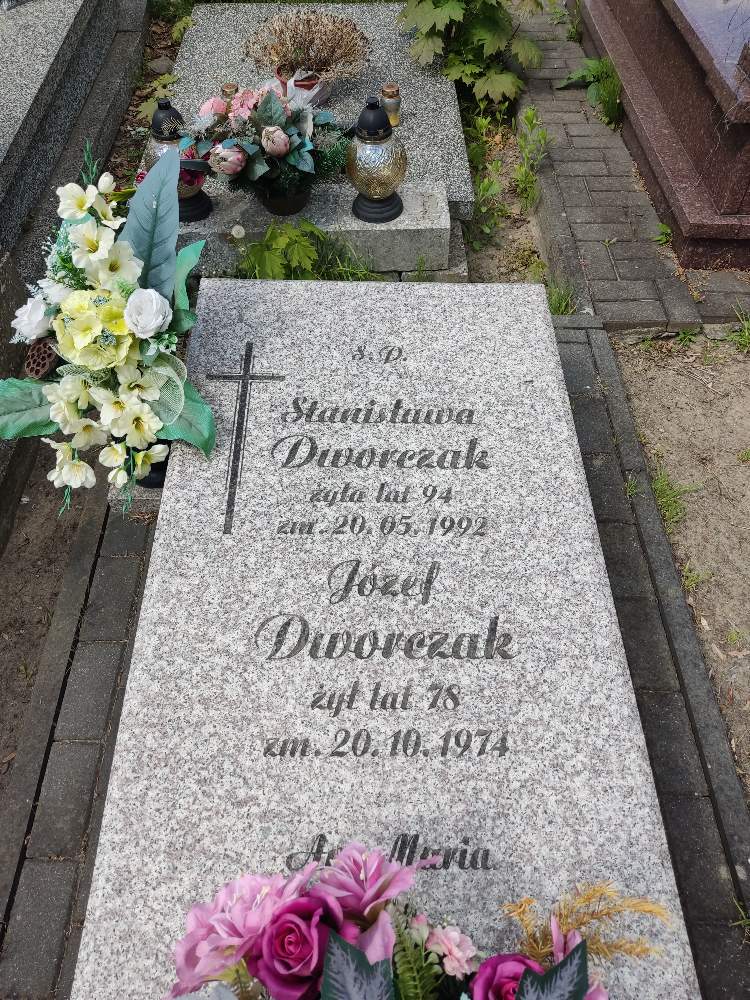 Ś. P.
Stanisława
Dworczak
żyła lat 94
zm. 20. 05. 1992
Józef
Dworczak
żył lat 78
zm. 20. 10. 1974
Maria